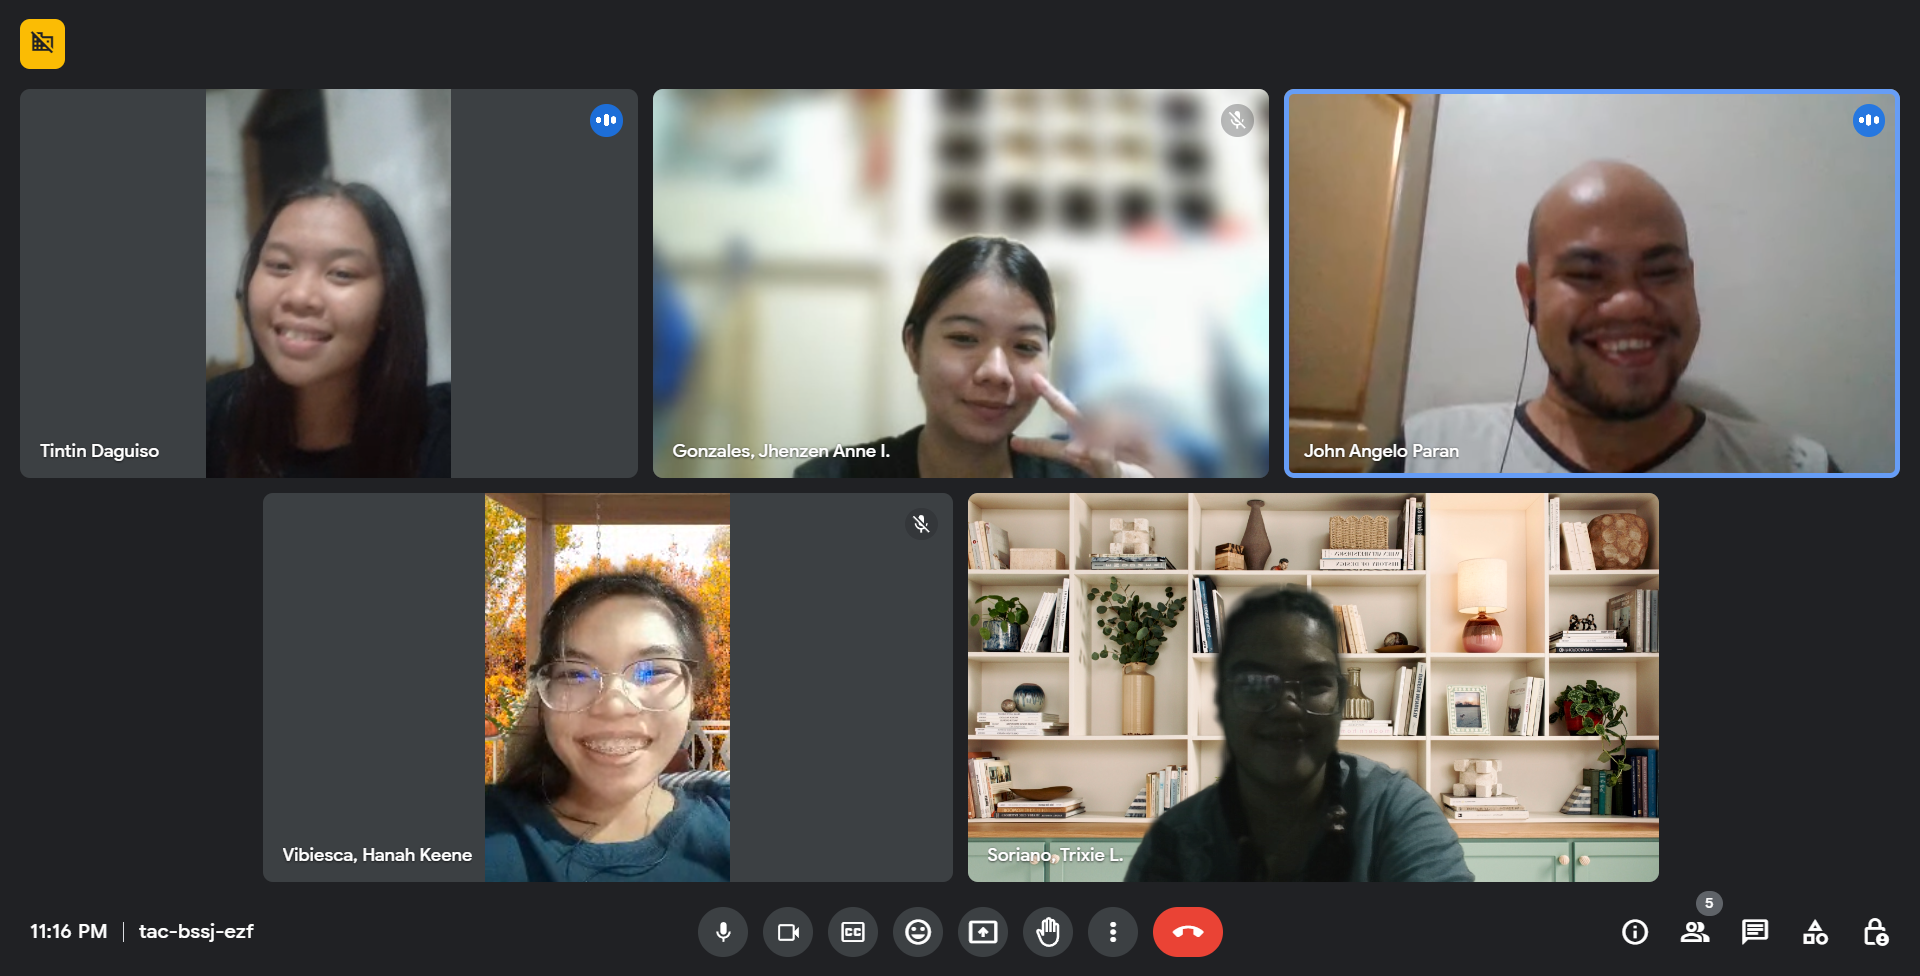 Tintin Daguiso
Gonzales, Jhenzen Anne I.
John Angelo Paran
Vibiesca, Hanah Keene
Soriano, Trixie L.
5
11:16 PM | tac-bssj-ezf
CC